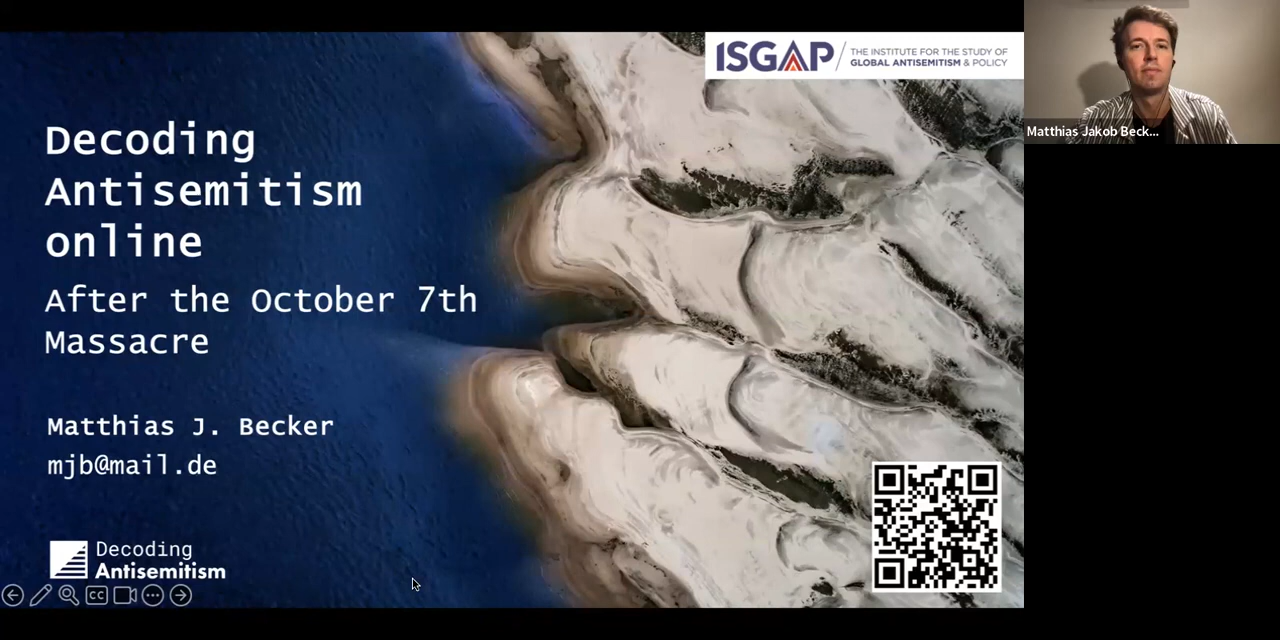 ISGAP
THE INSTITUTE FOR THE STUDY OF
GLOBAL ANTISEMITISM & POLICY
Matthias Jakob Beck...
Decoding
Antisemitism
online
After the October 7th
Massacre
Matthias J. Becker
mjb@mail.de
Decoding
Antisemitism
CC